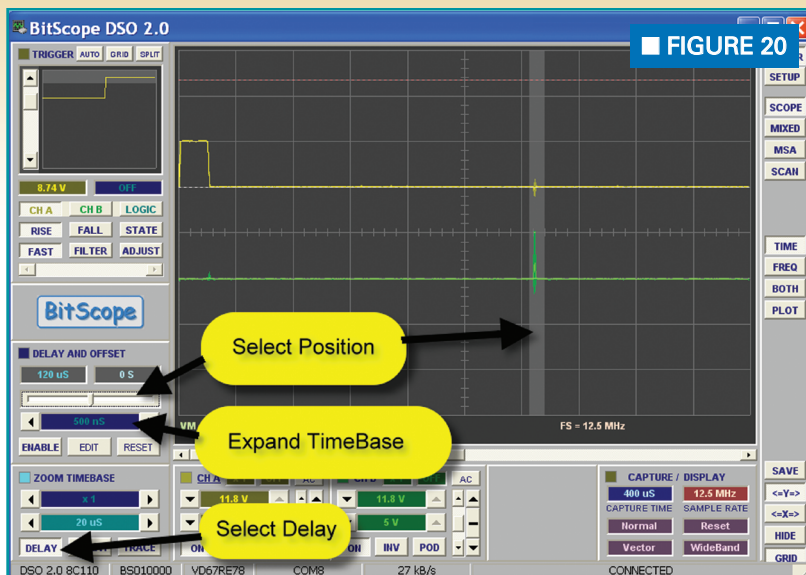 BitScope DSO 2.0
■ FIGURE 20
TRIGGER AUTO GRID SPLIT
8.74 V OFF
CH A CH B LOGIC
RISE FALL STATE
FAST FILTER ADJUST
BitScope
DELAY AND OFFSET
120 uS 0 S
500 nS
ENABLE EDIT RESET
ZOOM TIMEBASE
x 1
20 uS
DELAY TRACE
Select Position
Expand TimeBase
Select Delay
VM
FS = 12.5 MHz
CH A AC
11.8 V
ON
CH B OFF AC
11.8 V
5 V
ON INV POD
CAPTURE / DISPLAY
400 uS 12.5 MHz
CAPTURE TIME SAMPLE RATE
Normal Reset
Vector WideBand
SETUP
SCOPE
MIXED
MSA
SCAN
TIME
FREQ
BOTH
PLOT
SAVE
<=Y=>
<=X=>
HIDE
GRID
DSO 2.0 8C110 BS010000 VD67RE78 COM8 27 kB/s CONNECTED